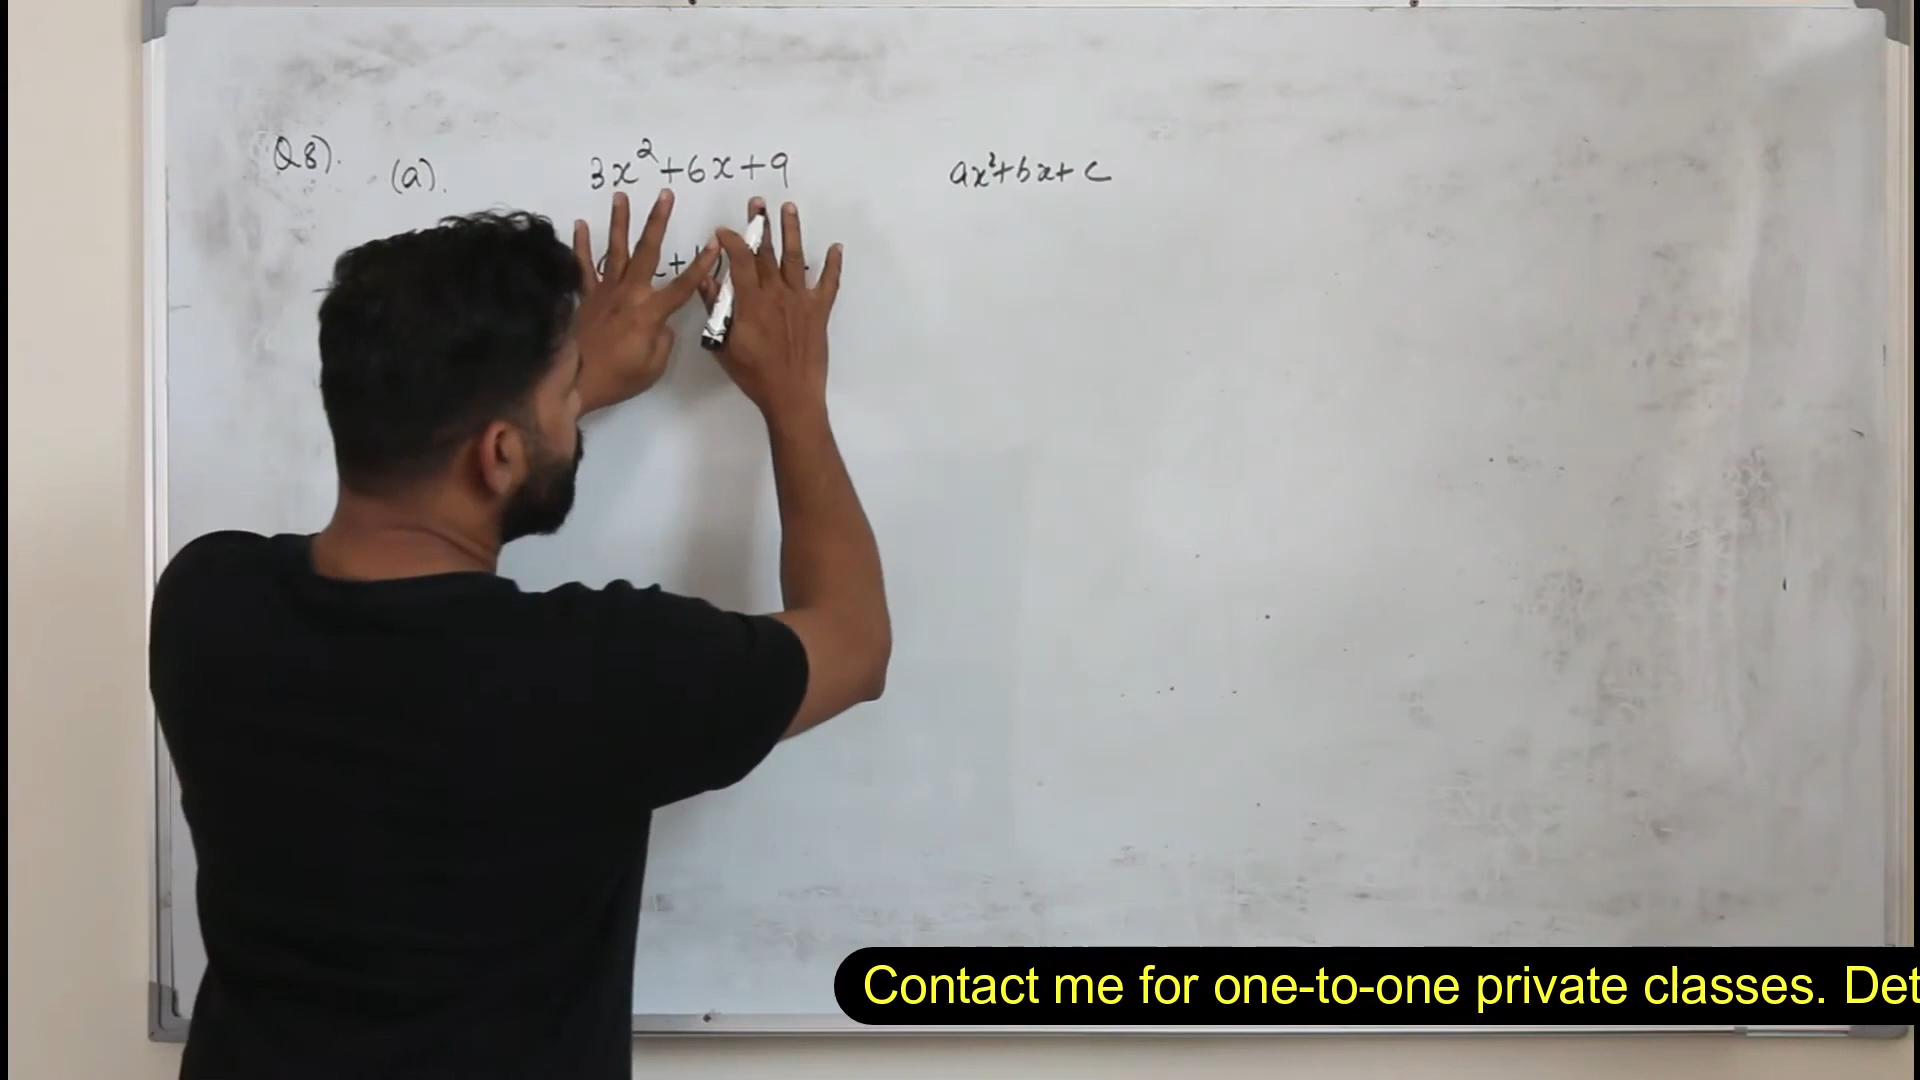 Q8). (a). 3x²+6x+9 ax²+bx+c
Contact me for one-to-one private classes. Det